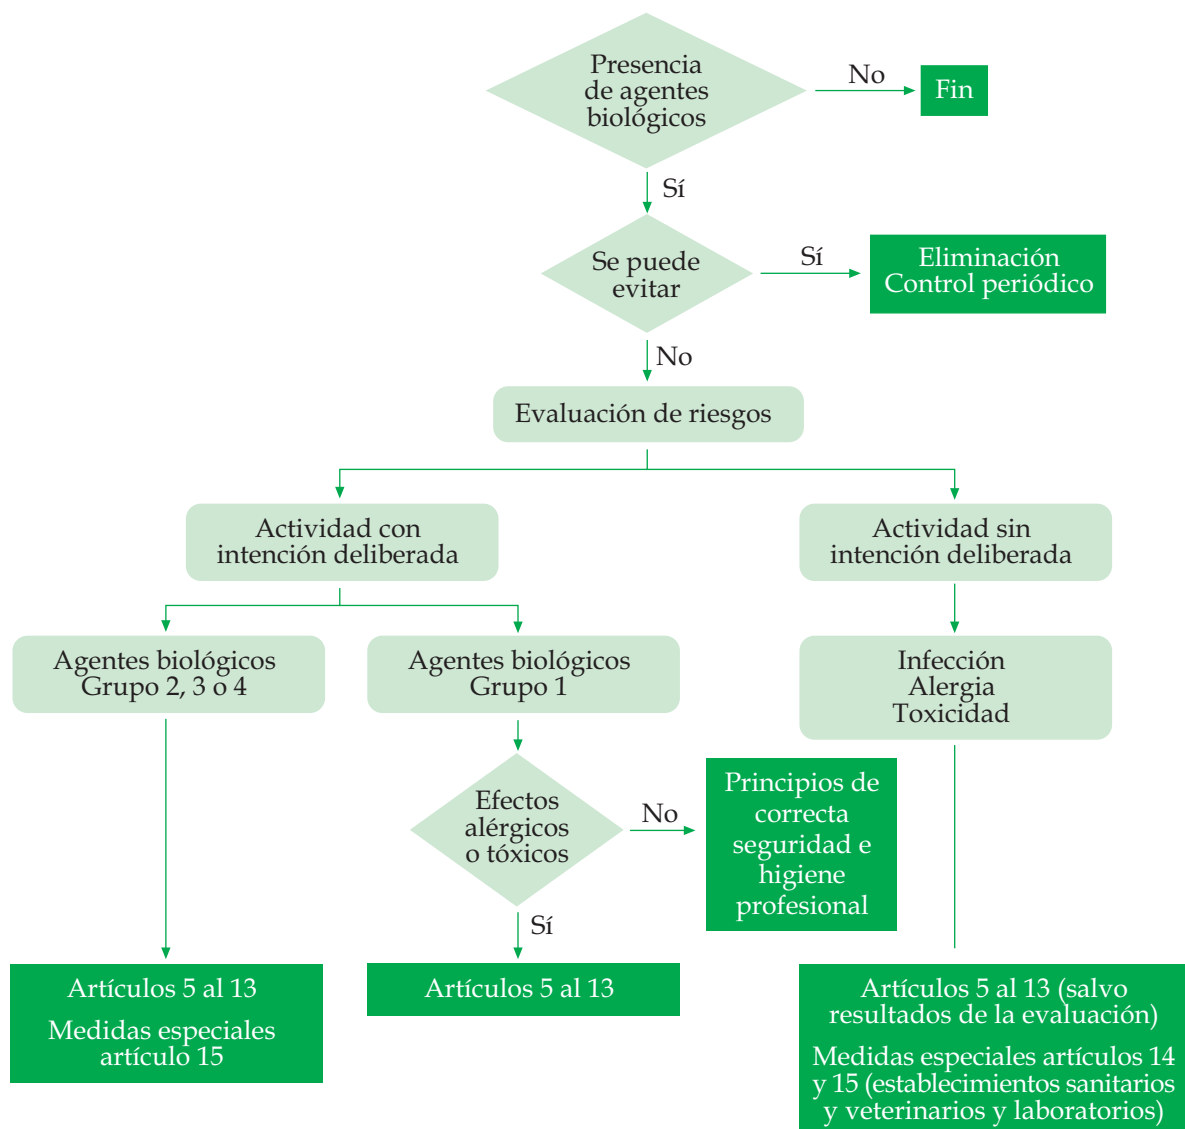 Presencia
de agentes
biológicos
No
Fin
Sí
Se puede
evitar
Sí
Eliminación
Control periódico
No
Evaluación de riesgos
Actividad con
intención deliberada
Actividad sin
intención deliberada
Agentes biológicos
Grupo 2, 3 o 4
Agentes biológicos
Grupo 1
Infección
Alergia
Toxicidad
Efectos
alérgicos
o tóxicos
No
Principios de
correcta
seguridad e
higiene
profesional
Sí
Artículos 5 al 13
Medidas especiales
artículo 15
Artículos 5 al 13
Artículos 5 al 13 (salvo
resultados de la evaluación)
Medidas especiales artículos 14
y 15 (establecimientos sanitarios
y veterinarios y laboratorios)